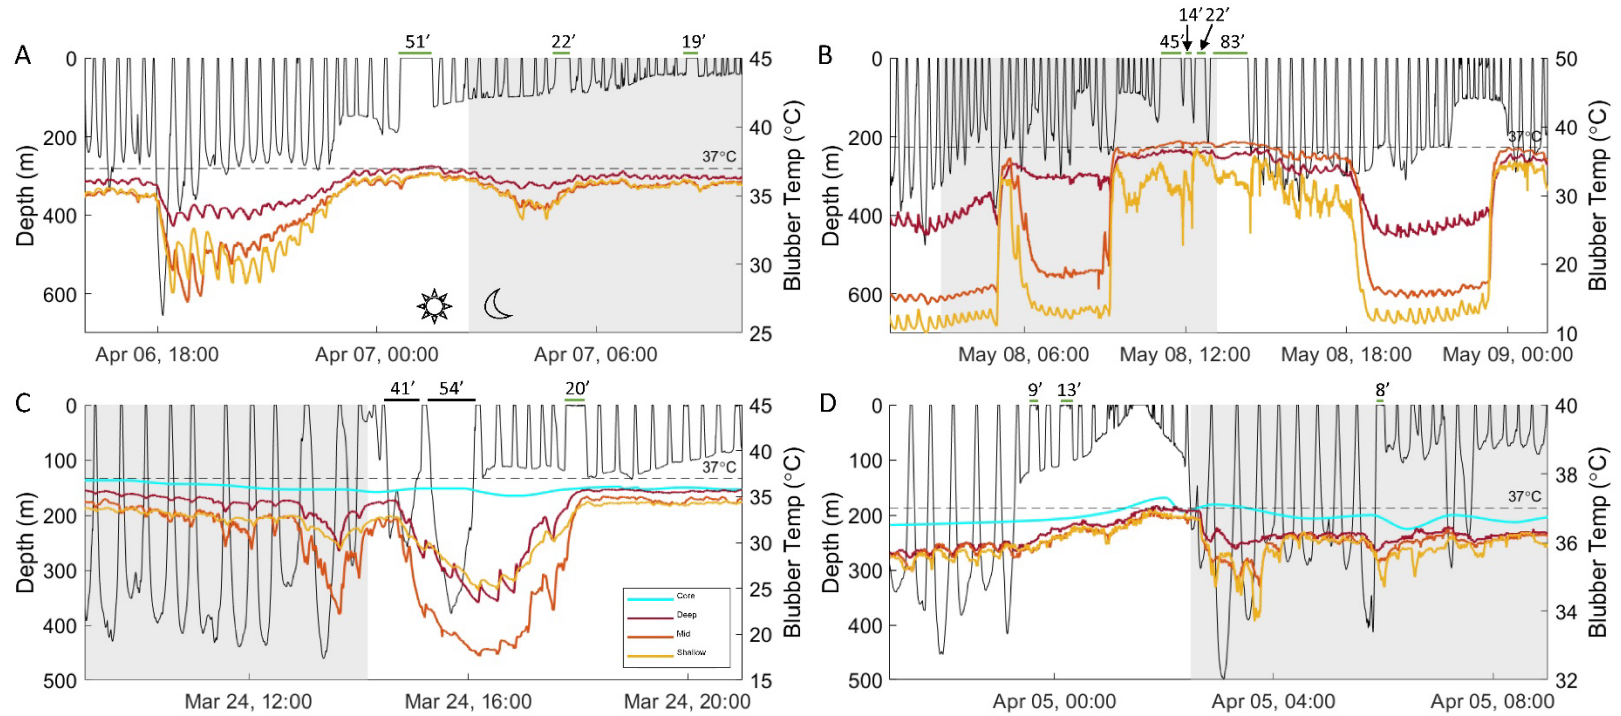 A
51’
22’
19’
0
200
400
600
Depth (m)
45
40
35
30
25
Blubber Temp (°C)
37°C
Apr 06, 18:00
Apr 07, 00:00
Apr 07, 06:00
B
14’
22’
45’
83’
0
200
400
600
Depth (m)
50
40
30
20
10
Blubber Temp (°C)
37°C
May 08, 06:00
May 08, 12:00
May 08, 18:00
May 09, 00:00
C
41’
54’
20’
0
100
200
300
400
500
Depth (m)
45
40
35
30
25
20
15
Blubber Temp (°C)
37°C
Core
Deep
Mid
Shallow
Mar 24, 12:00
Mar 24, 16:00
Mar 24, 20:00
D
9’
13’
8’
0
100
200
300
400
500
Depth (m)
40
38
36
34
32
Blubber Temp (°C)
37°C
Apr 05, 00:00
Apr 05, 04:00
Apr 05, 08:00